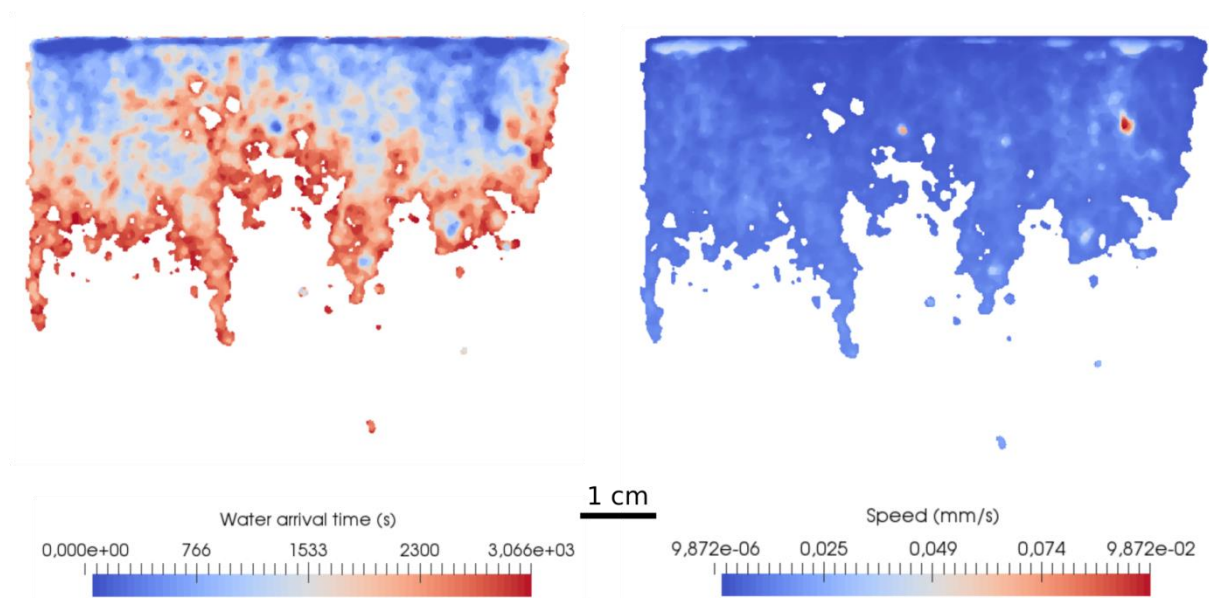 1 cm
Water arrival time (s)
0,000e+00 766 1533 2300 3,066e+03
Speed (mm/s)
9,872e-06 0,025 0,049 0,074 9,872e-02